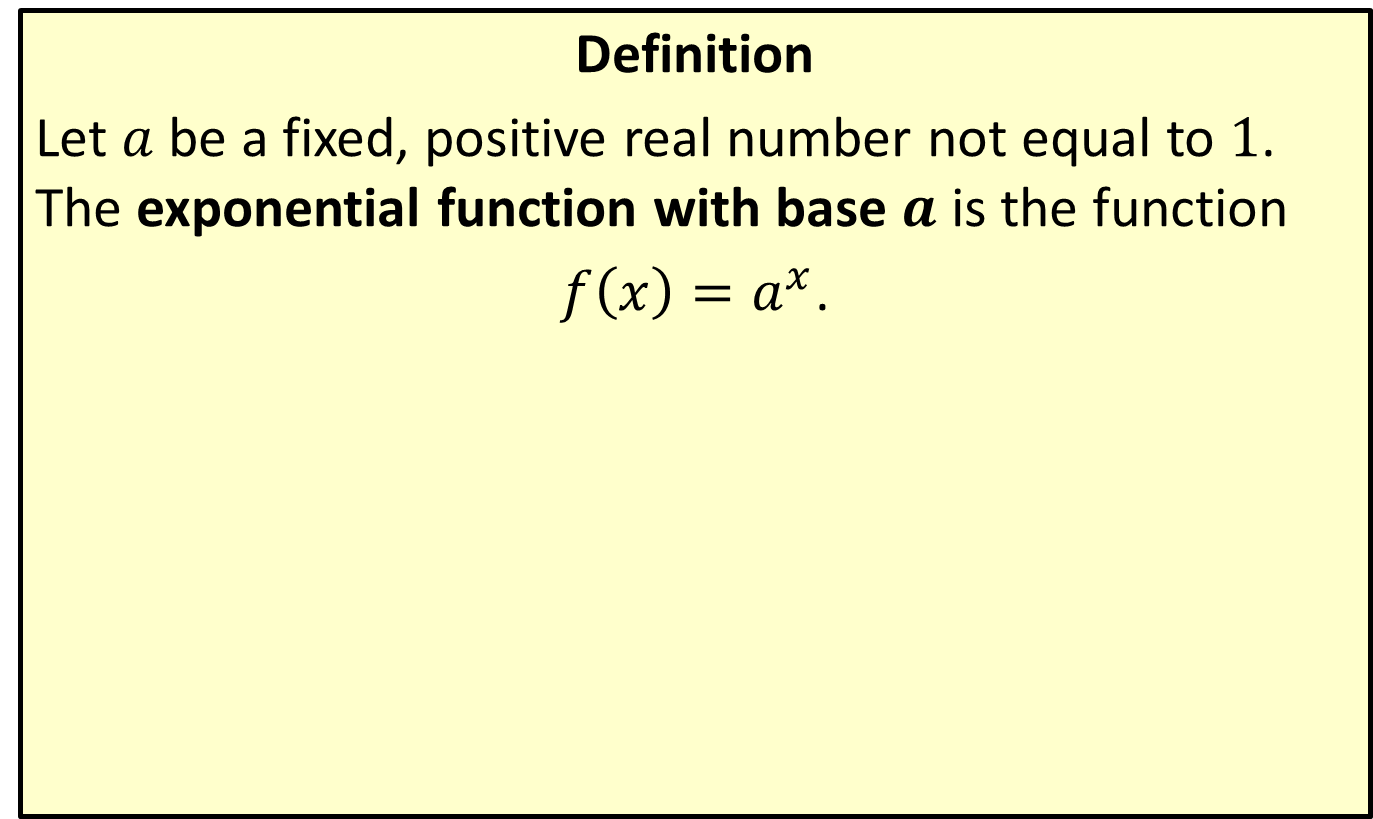 Definition
Let 𝑎 be a fixed, positive real number not equal to 1.
The exponential function with base 𝒂 is the function
𝑓(𝑥) = 𝑎ˣ.